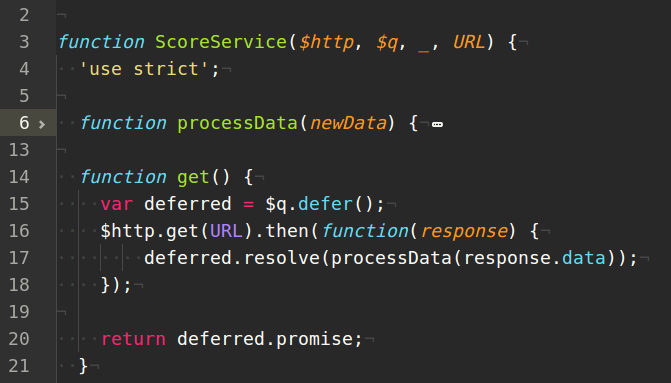 2
3 function ScoreService($http, $q, _, URL) {
4 'use strict';
5
6 function processData(newData) {
13
14 function get() {
15 var deferred = $q.defer();
16 $http.get(URL).then(function(response) {
17 deferred.resolve(processData(response.data));
18 });
19
20 return deferred.promise;
21 }